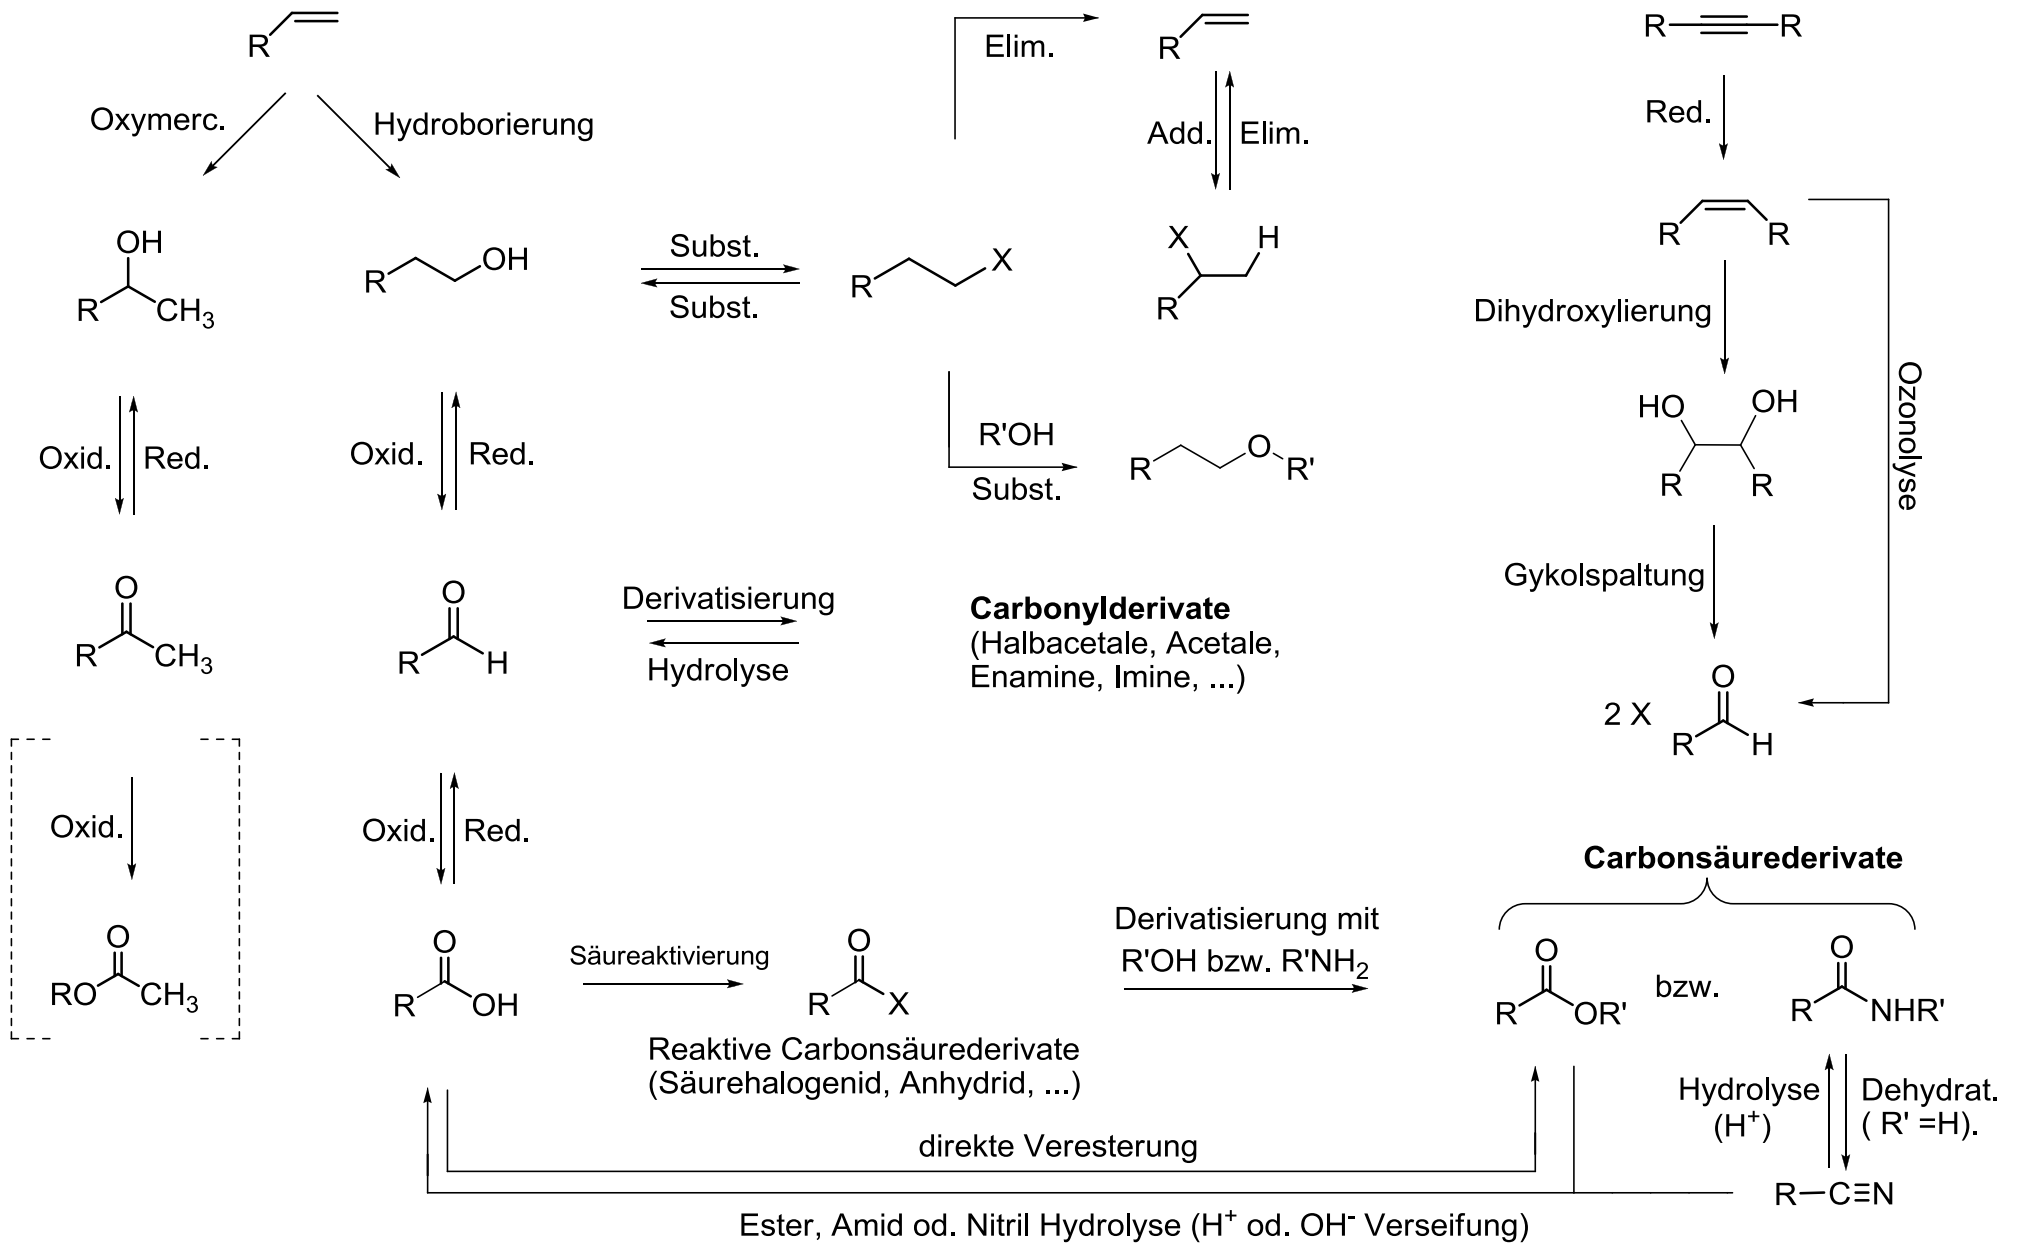 R
Oxymerc.
Hydroborierung
OH
R
CH3
R
OH
Subst.
Subst.
R
X
Elim.
R
Add.
Elim.
X
H
R
R'OH
Subst.
R
O
R'
R
R
Red.
R
R
Dihydroxylierung
Ozonolyse
HO
OH
R
R
Gykolspaltung
2 X
O
R
H
Oxid.
Red.
Oxid.
Red.
O
R
CH3
O
R
H
Derivatisierung
Hydrolyse
Carbonylderivate
(Halbacetale, Acetale,
Enamine, Imine, ...)
Oxid.
O
RO
CH3
Oxid.
Red.
O
R
OH
Säureaktivierung
O
R
X
Reaktive Carbonsäurederivate
(Säurehalogenid, Anhydrid, ...)
Derivatisierung mit
R'OH bzw. R'NH2
Carbonsäurederivate
O
R
OR'
bzw.
O
R
NHR'
Hydrolyse
(H+)
Dehydrat.
( R' =H).
R
C≡N
direkte Veresterung
Ester, Amid od. Nitril Hydrolyse (H+ od. OH- Verseifung)